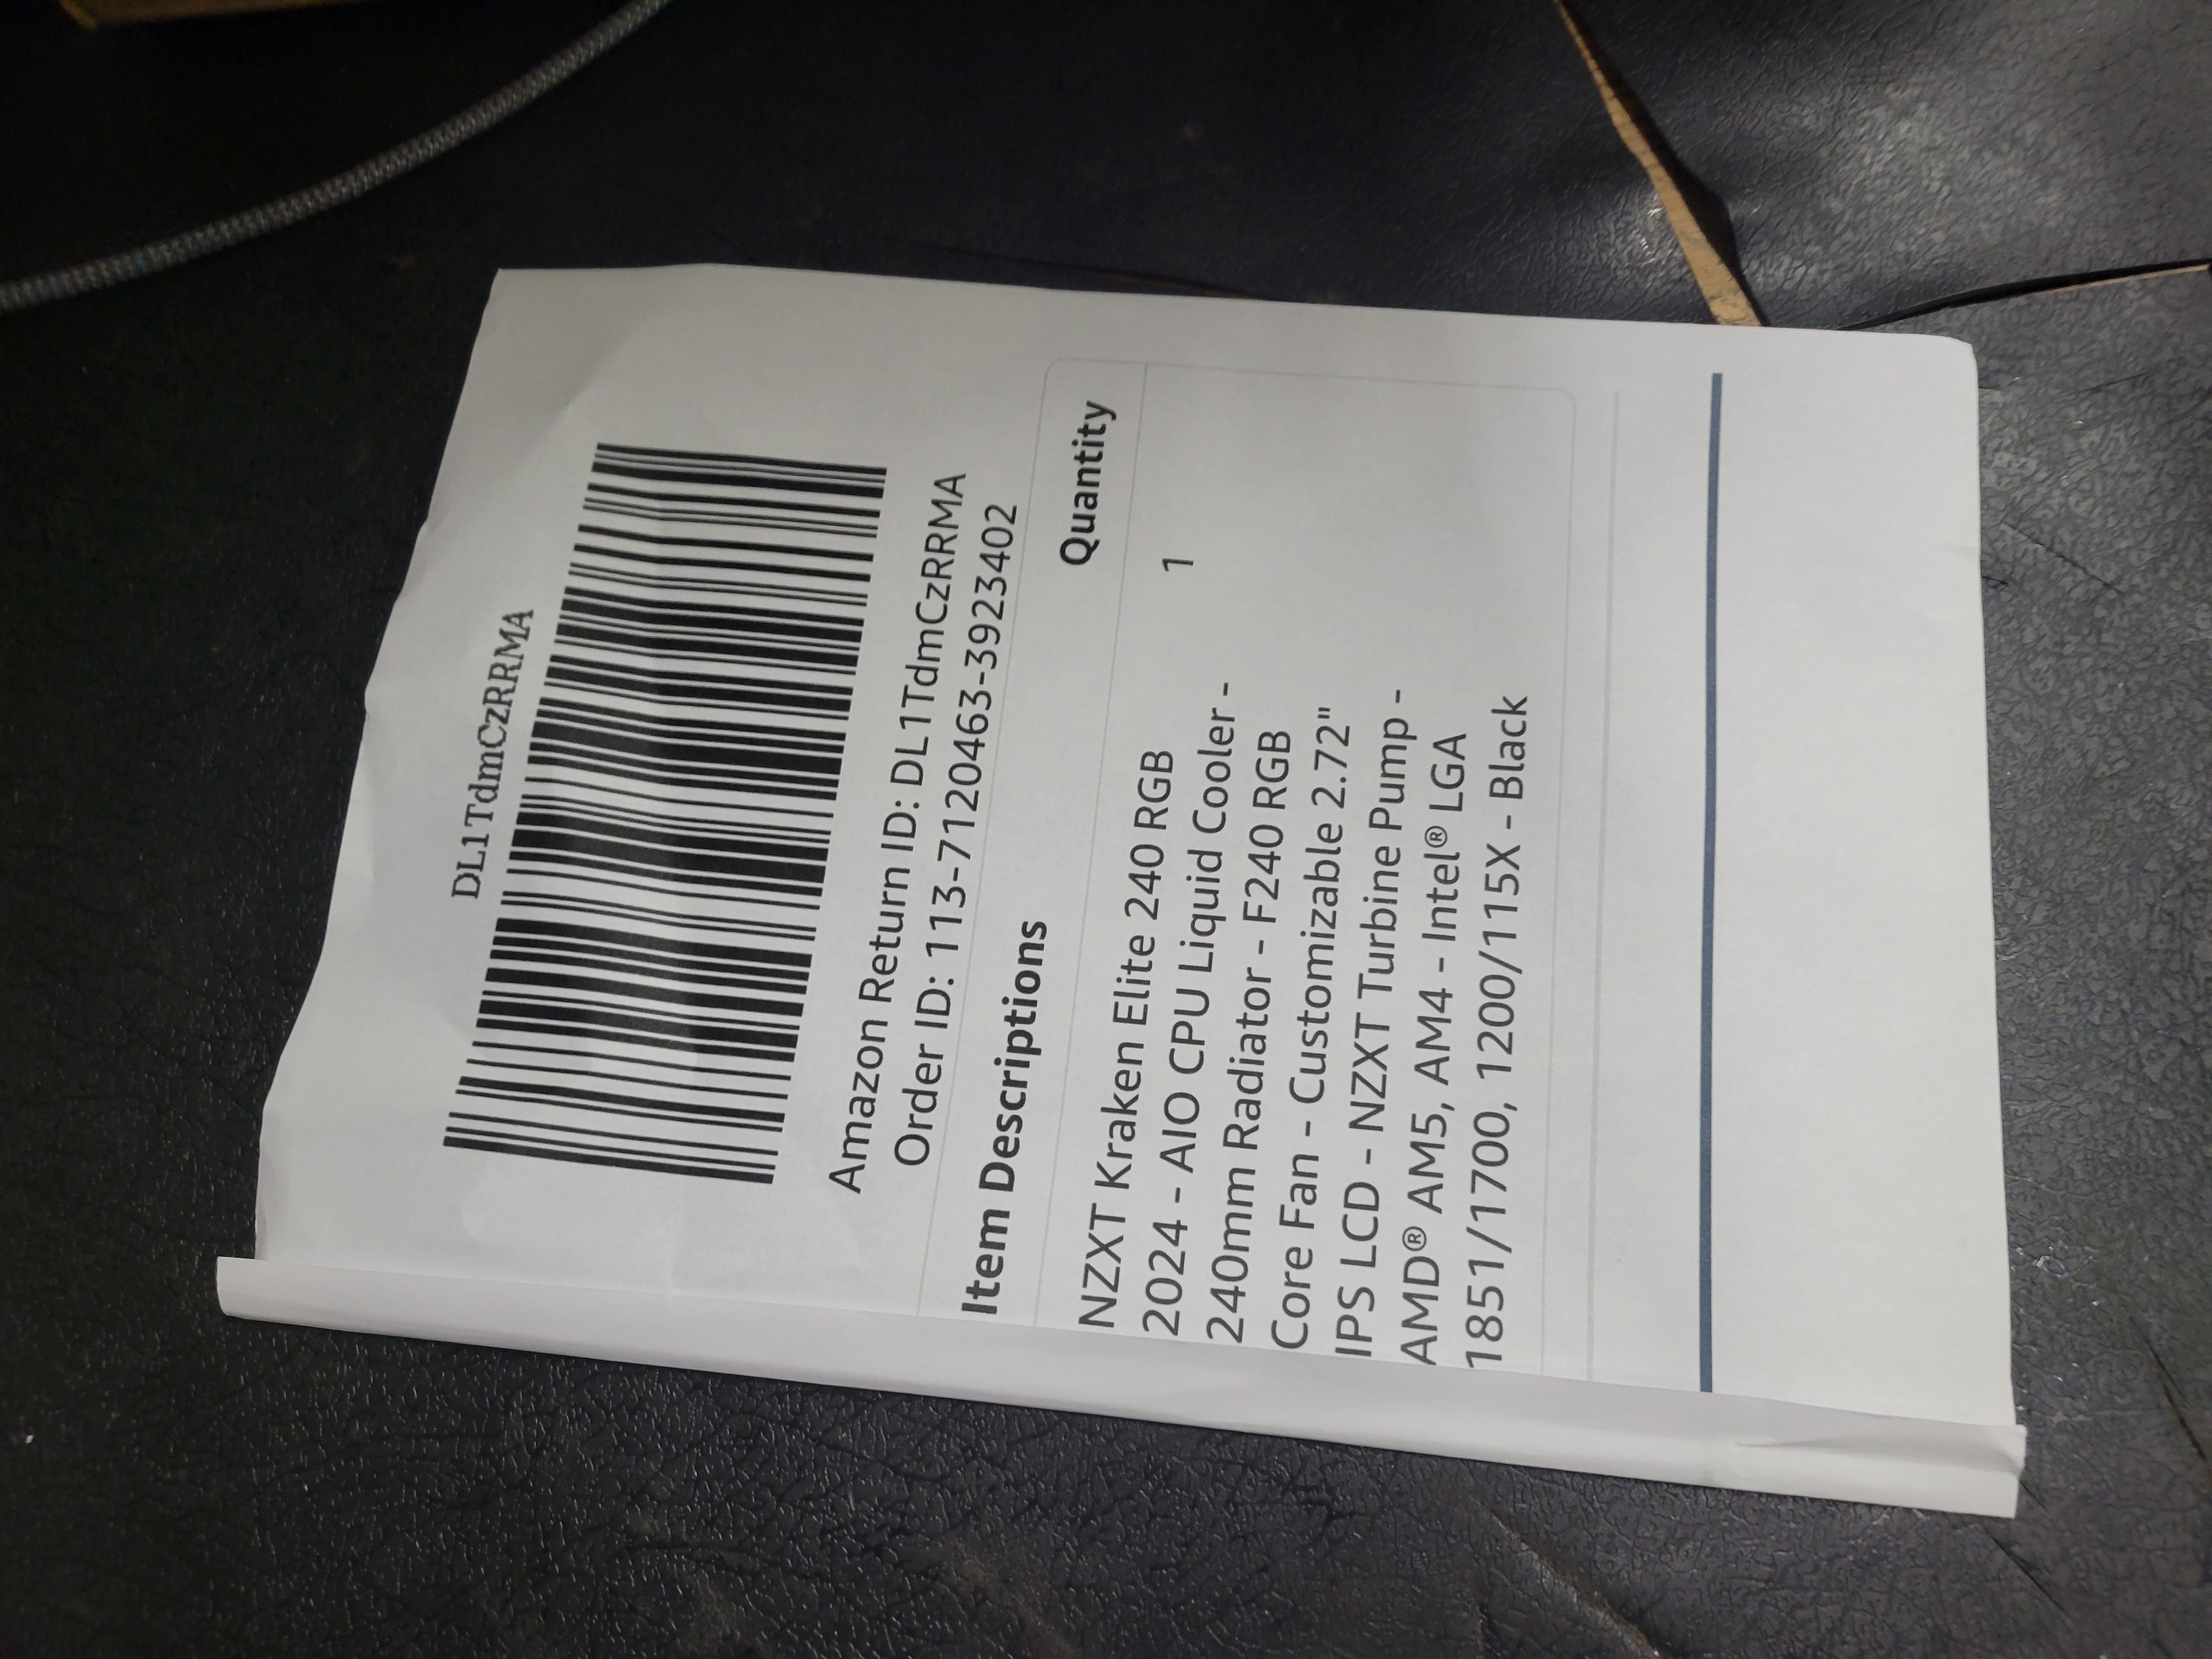 DL1TdmCzRRMA
Amazon Return ID: DL1TdmCzRRMA
Order ID: 113-7120463-3923402
Item Descriptions Quantity
NZXT Kraken Elite 240 RGB 1
2024 - AIO CPU Liquid Cooler -
240mm Radiator - F240 RGB
Core Fan - Customizable 2.72"
IPS LCD - NZXT Turbine Pump -
AMD® AM5, AM4 - Intel® LGA
1851/1700, 1200/115X - Black